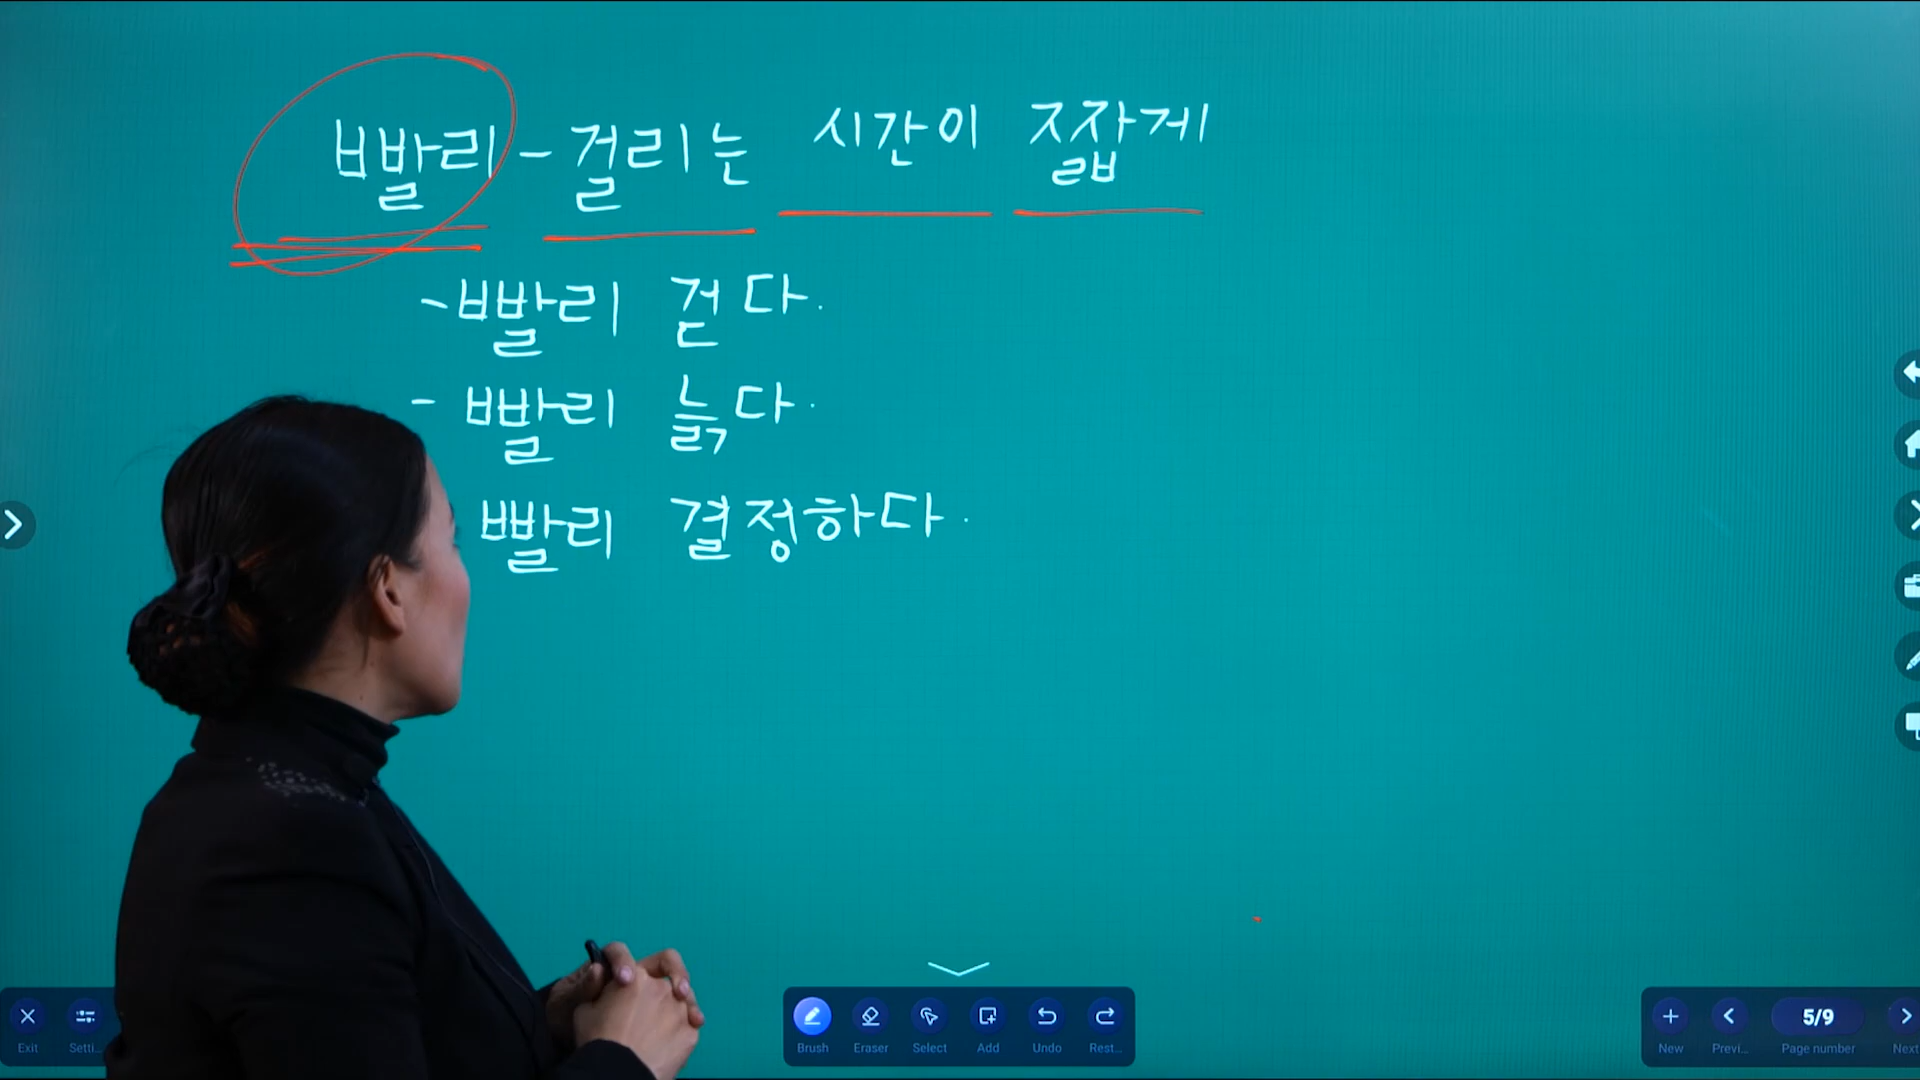 빨리 - 걸리는 시간이 짧게
- 빨리 걷다.
- 빨리 늙다.
빨리 결정하다.
Exit Setti... Brush Eraser Select Add Undo Rest... New Previ... 5/9 Page number Next